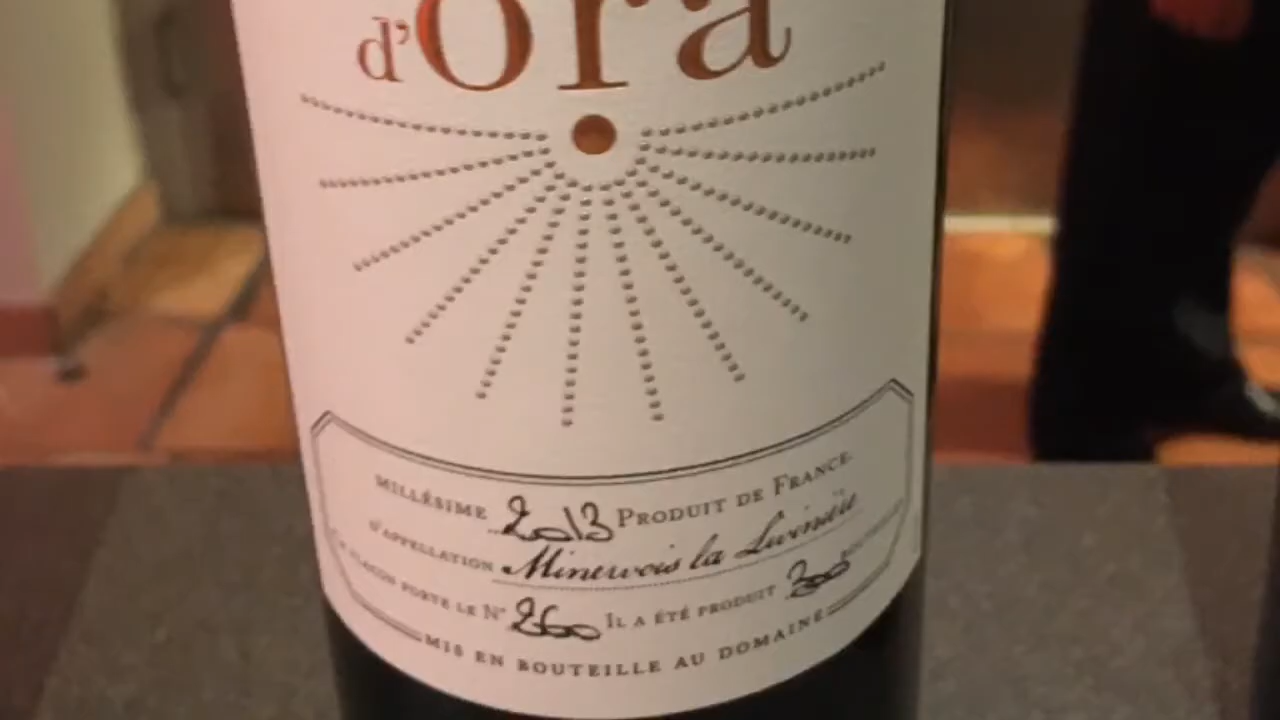 d'Ora
MILLÉSIME 2013 PRODUIT DE FRANCE.
D'APPELLATION Minervois la Livinière
FLACON PORTE LE N° 260 IL A ÉTÉ PRODUIT
MIS EN BOUTEILLE AU DOMAINE